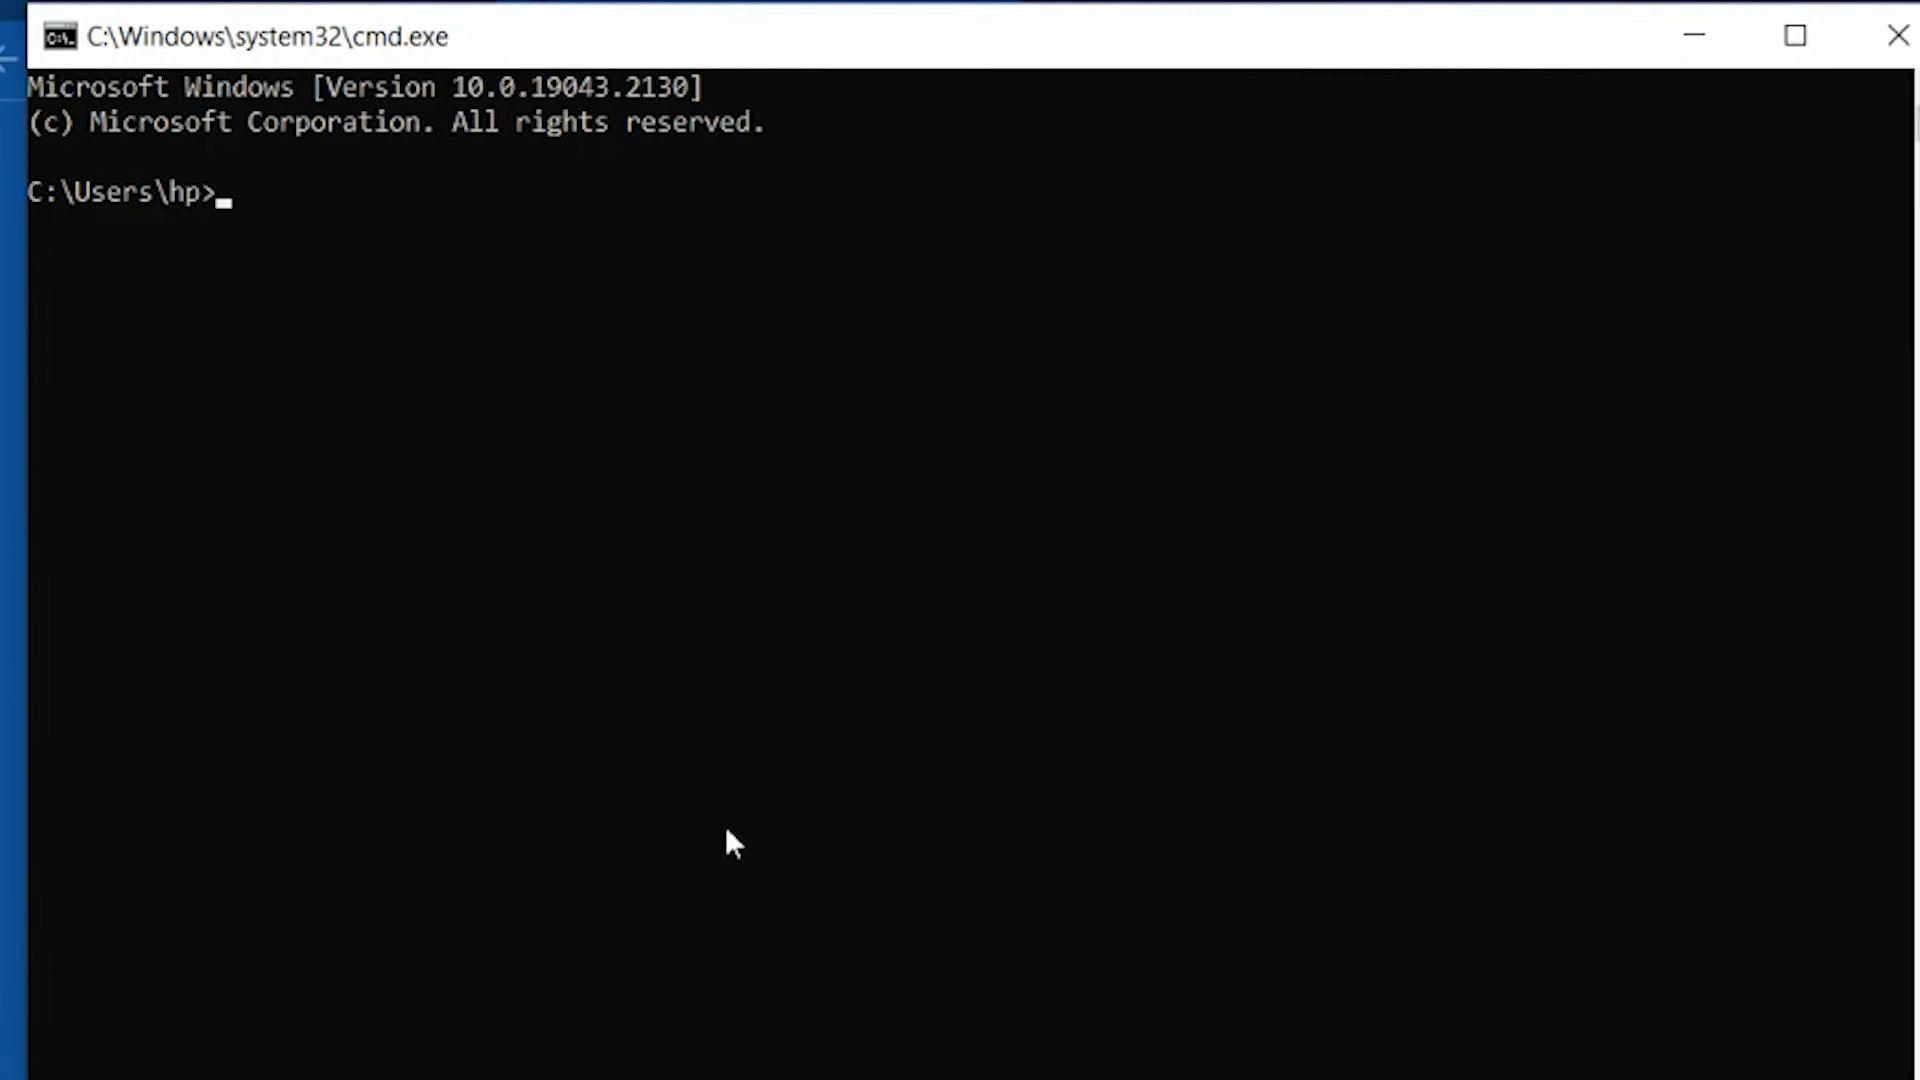 C:\Windows\system32\cmd.exe
Microsoft Windows [Version 10.0.19043.2130]
(c) Microsoft Corporation. All rights reserved.
C:\Users\hp>